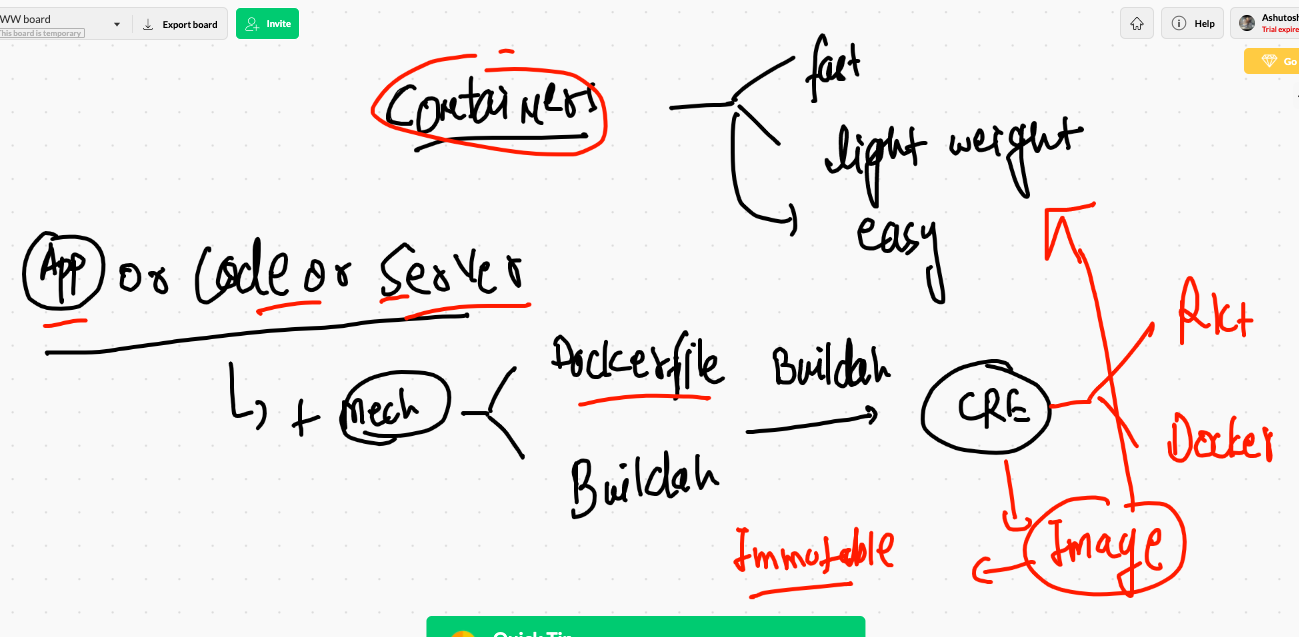 WW board
This board is temporary
Export board
Invite
Help
Ashutosh
Trial expire
Go
Containers
fast
light weight
easy
App or Code or Server
Rkt
+ Mech
Dockerfile
Buildah
CRE
Docker
Buildah
Immutable
Image
Quick Tip